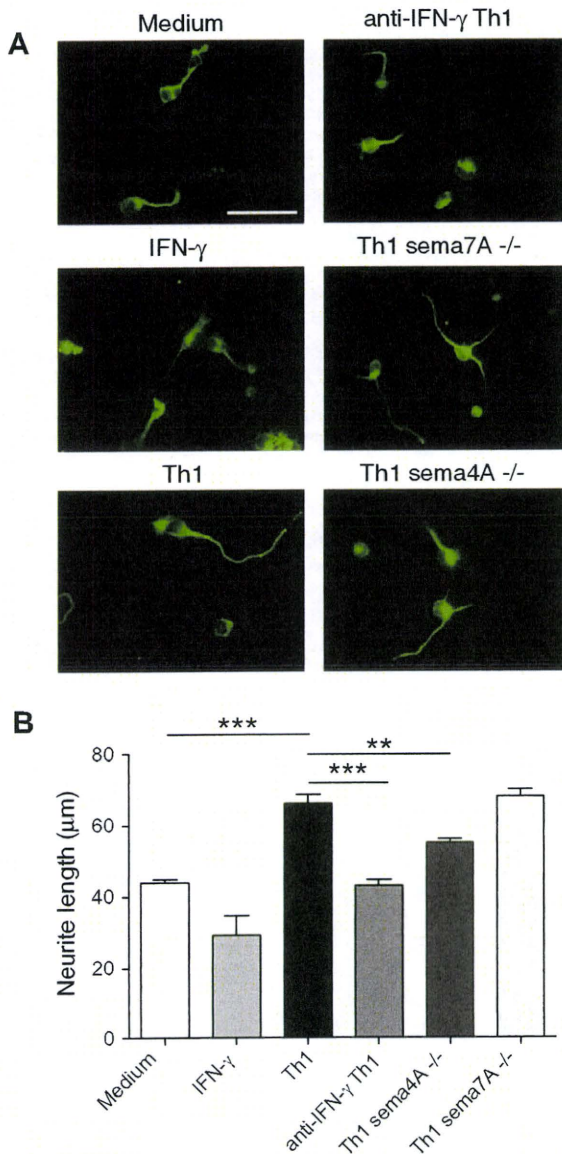 A
Medium
anti-IFN-γ Th1
IFN-γ
Th1 sema7A -/-
Th1
Th1 sema4A -/-
B
***
**
***
80
60
40
20
0
Neurite length (μm)
Medium
IFN-γ
Th1
anti-IFN-γ Th1
Th1 sema4A -/-
Th1 sema7A -/-